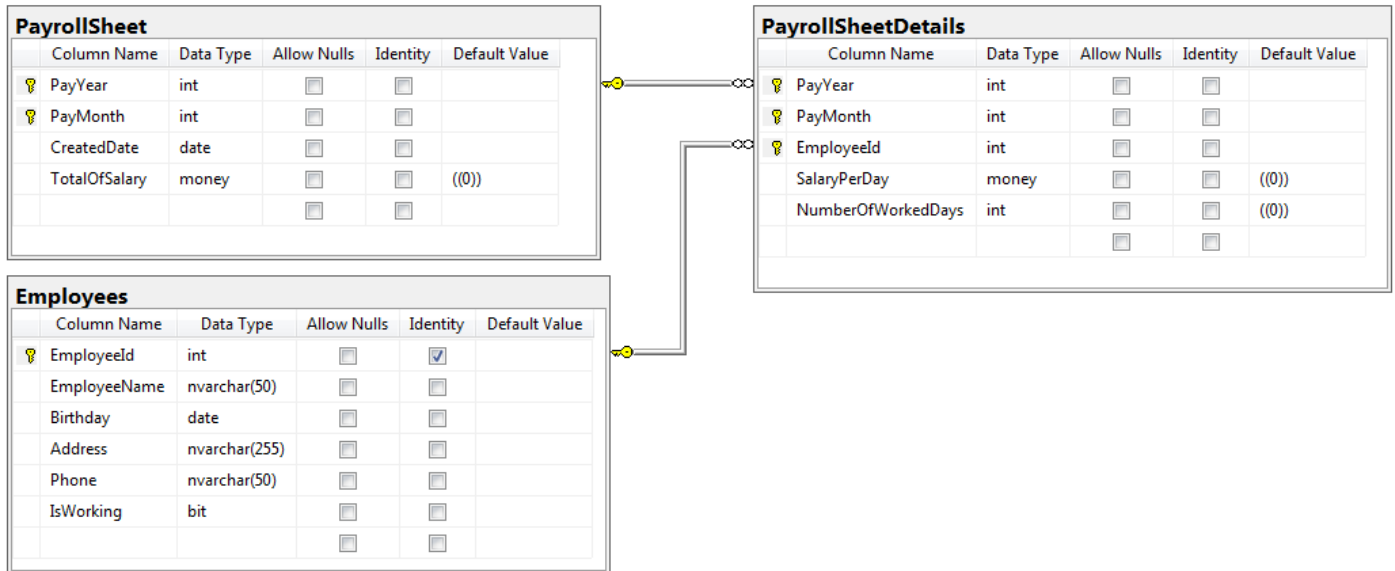 PayrollSheet
Column Name Data Type Allow Nulls Identity Default Value
PayYear int
PayMonth int
CreatedDate date
TotalOfSalary money ((0))
PayrollSheetDetails
Column Name Data Type Allow Nulls Identity Default Value
PayYear int
PayMonth int
EmployeeId int
SalaryPerDay money ((0))
NumberOfWorkedDays int ((0))
Employees
Column Name Data Type Allow Nulls Identity Default Value
EmployeeId int
EmployeeName nvarchar(50)
Birthday date
Address nvarchar(255)
Phone nvarchar(50)
IsWorking bit